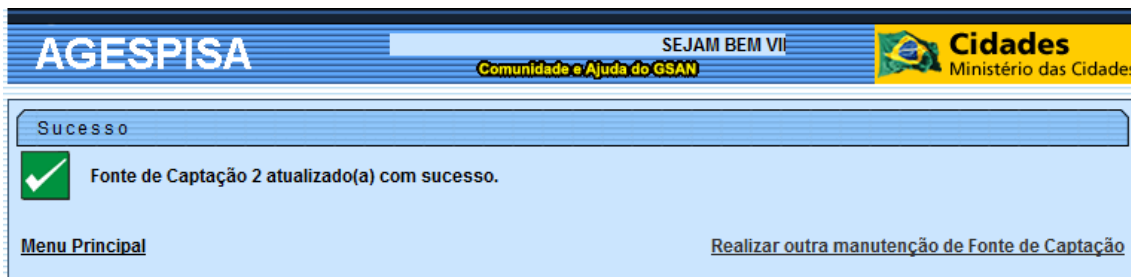 AGESPISA
SEJAM BEM VI
Comunidade e Ajuda do GSAN
Cidades
Ministério das Cidades
Sucesso
Fonte de Captação 2 atualizado(a) com sucesso.
Menu Principal
Realizar outra manutenção de Fonte de Captação